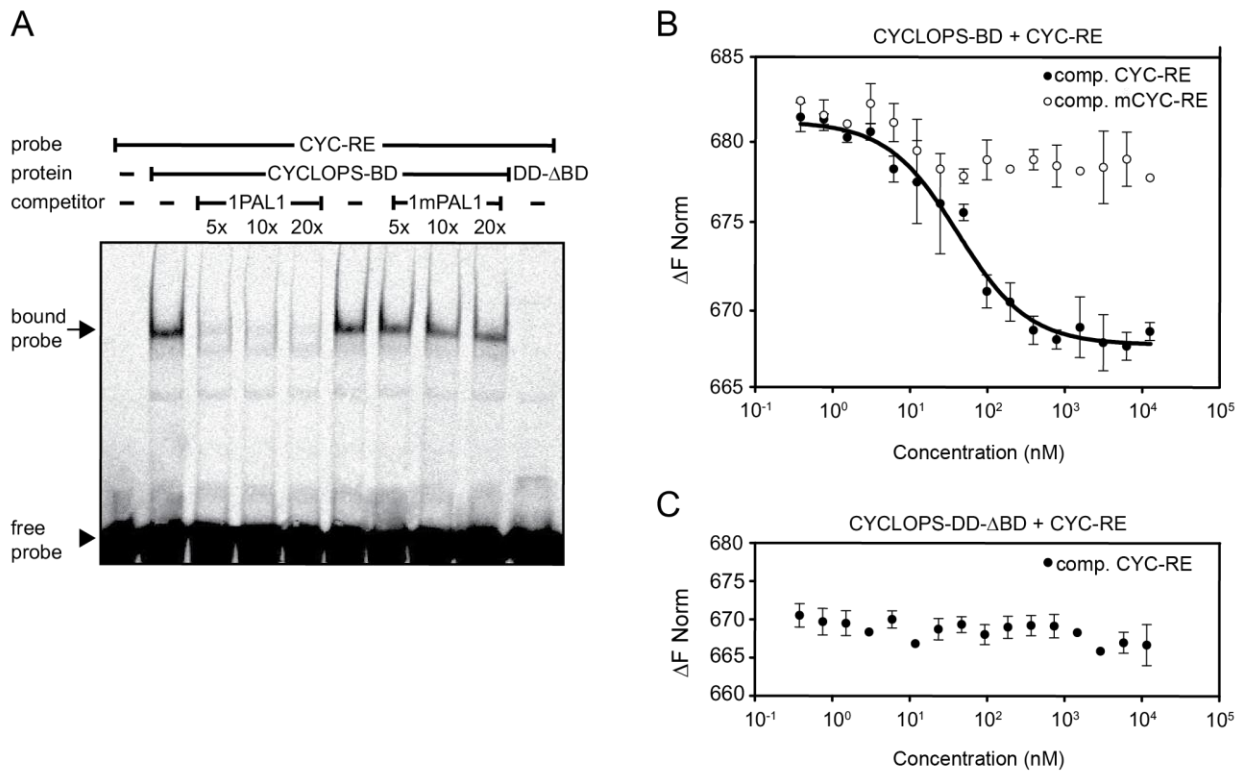 A
probe CYC-RE
protein – CYCLOPS-BD DD-ΔBD
competitor – – 1PAL1 – 1mPAL1 –
5x 10x 20x 5x 10x 20x
bound
probe
free
probe
B
CYCLOPS-BD + CYC-RE
comp. CYC-RE
comp. mCYC-RE
685
680
675
670
665
ΔF Norm
10⁻¹ 10⁰ 10¹ 10² 10³ 10⁴ 10⁵
Concentration (nM)
C
CYCLOPS-DD-ΔBD + CYC-RE
comp. CYC-RE
680
670
665
660
ΔF Norm
10⁻¹ 10⁰ 10¹ 10² 10³ 10⁴ 10⁵
Concentration (nM)